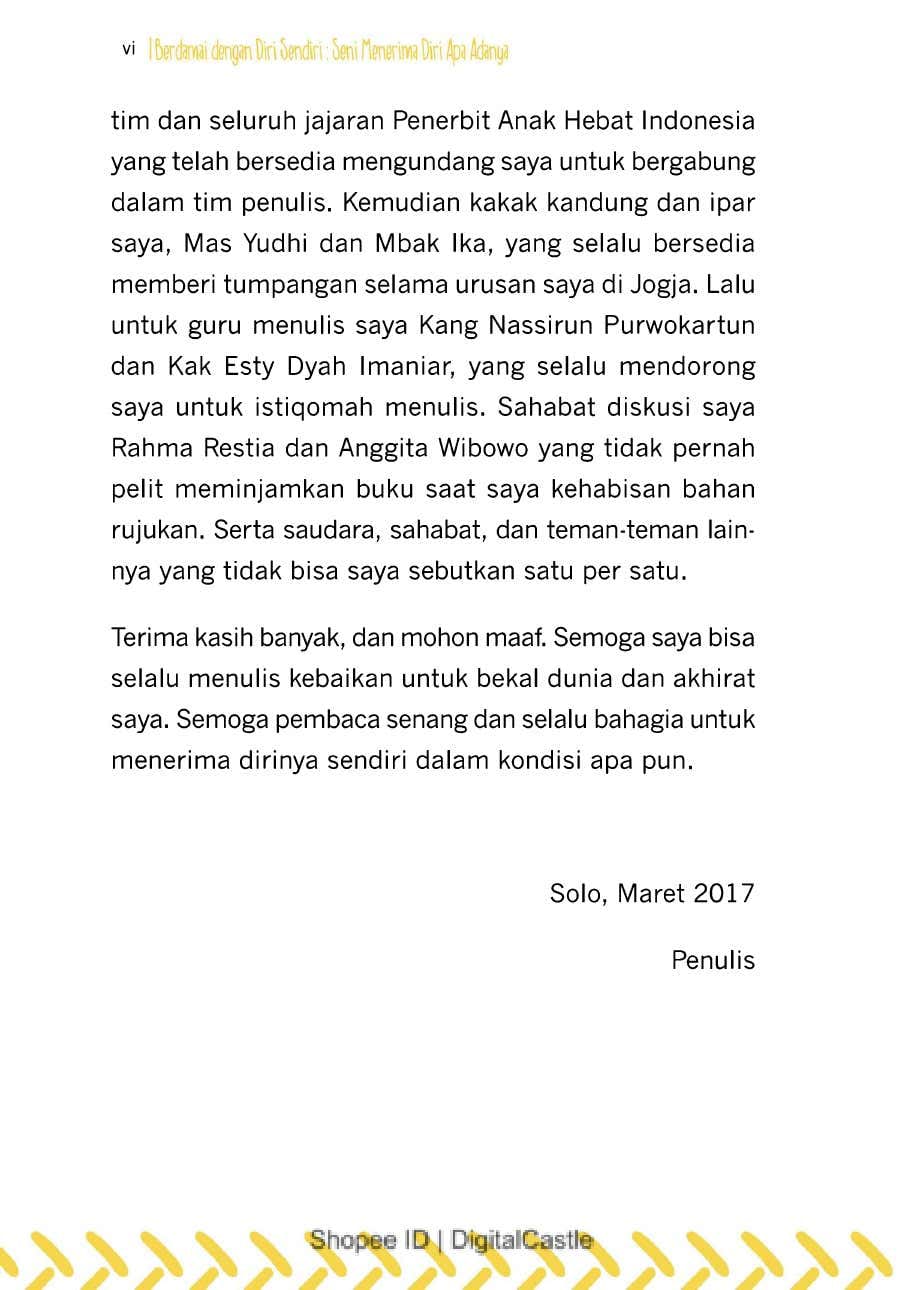 vi | Berdamai dengan Diri Sendiri : Seni Menerima Diri Apa Adanya
tim dan seluruh jajaran Penerbit Anak Hebat Indonesia
yang telah bersedia mengundang saya untuk bergabung
dalam tim penulis. Kemudian kakak kandung dan ipar
saya, Mas Yudhi dan Mbak Ika, yang selalu bersedia
memberi tumpangan selama urusan saya di Jogja. Lalu
untuk guru menulis saya Kang Nassirun Purwokartun
dan Kak Esty Dyah Imaniar, yang selalu mendorong
saya untuk istiqomah menulis. Sahabat diskusi saya
Rahma Restia dan Anggita Wibowo yang tidak pernah
pelit meminjamkan buku saat saya kehabisan bahan
rujukan. Serta saudara, sahabat, dan teman-teman lain-
nya yang tidak bisa saya sebutkan satu per satu.
Terima kasih banyak, dan mohon maaf. Semoga saya bisa
selalu menulis kebaikan untuk bekal dunia dan akhirat
saya. Semoga pembaca senang dan selalu bahagia untuk
menerima dirinya sendiri dalam kondisi apa pun.
Solo, Maret 2017
Penulis
Shopee ID | DigitalCastle